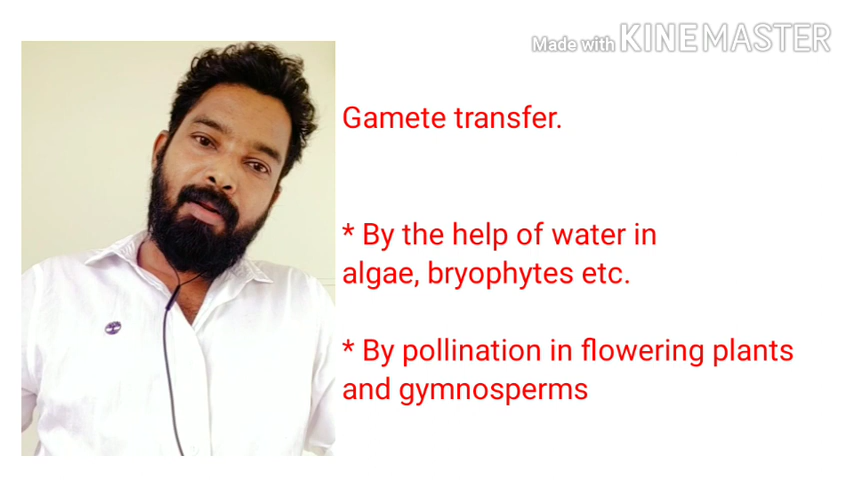 Made with KINEMASTER
Gamete transfer.
* By the help of water in
algae, bryophytes etc.
* By pollination in flowering plants
and gymnosperms